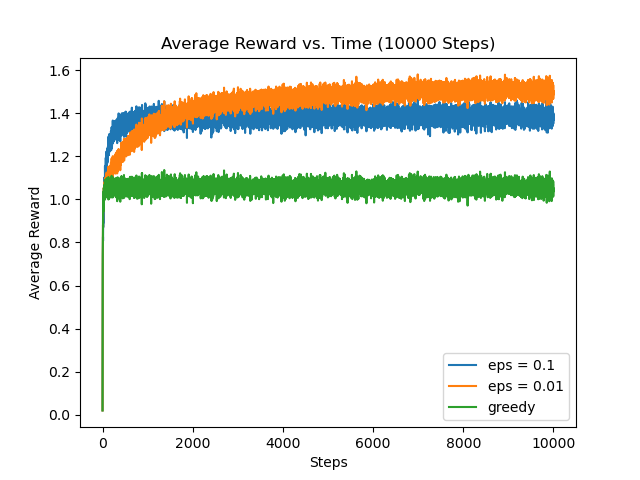 Average Reward vs. Time (10000 Steps)
1.6
1.4
1.2
1.0
0.8
0.6
0.4
0.2
0.0
Average Reward
eps = 0.1
eps = 0.01
greedy
0 2000 4000 6000 8000 10000
Steps